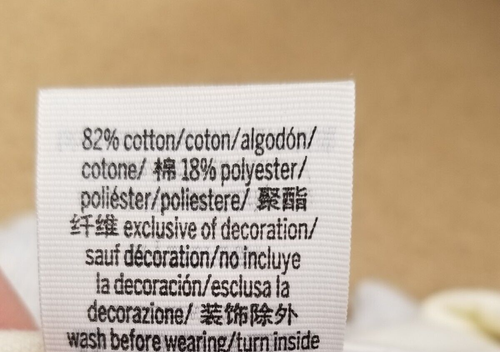 82% cotton/coton/algodón/
cotone/ 棉 18% polyester/
poliéster/poliestere/ 聚酯
纤维 exclusive of decoration/
sauf décoration/no incluye
la decoración/esclusa la
decorazione/ 装饰除外
wash before wearing/turn inside